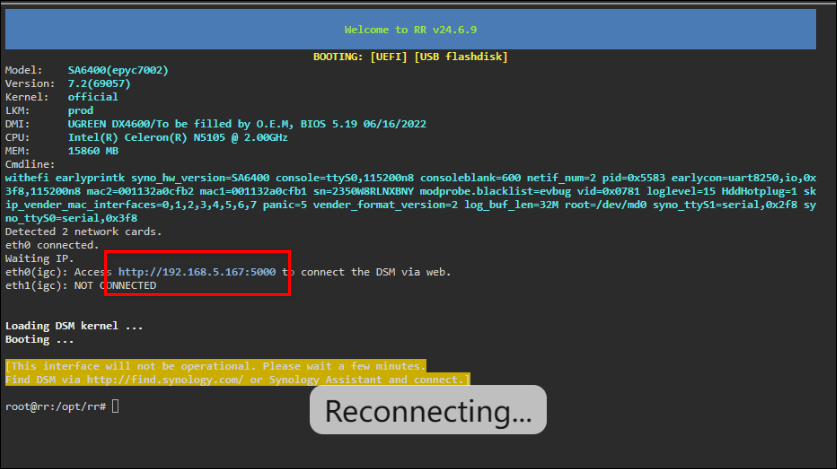 Welcome to RR v24.6.9
BOOTING: [UEFI] [USB flashdisk]
Model: SA6400(epyc7002)
Version: 7.2(69057)
Kernel: official
LKM: prod
DMI: UGREEN DX4600/To be filled by O.E.M, BIOS 5.19 06/16/2022
CPU: Intel(R) Celeron(R) N5105 @ 2.00GHz
MEM: 15860 MB
Cmdline:
withefi earlyprintk syno_hw_version=SA6400 console=ttyS0,115200n8 consoleblank=600 netif_num=2 pid=0x5583 earlycon=uart8250,io,0x
3f8,115200n8 mac2=001132a0cfb2 mac1=001132a0cfb1 sn=2350W8RLNXBNY modprobe.blacklist=evbug vid=0x0781 loglevel=15 HddHotplug=1 sk
ip_vender_mac_interfaces=0,1,2,3,4,5,6,7 panic=5 vender_format_version=2 log_buf_len=32M root=/dev/md0 syno_ttyS1=serial,0x2f8 sy
no_ttyS0=serial,0x3f8
Detected 2 network cards.
eth0 connected.
Waiting IP.
eth0(igc): Access http://192.168.5.167:5000 to connect the DSM via web.
eth1(igc): NOT CONNECTED
Loading DSM kernel ...
Booting ...
[This interface will not be operational. Please wait a few minutes.
Find DSM via http://find.synology.com/ or Synology Assistant and connect.]
root@rr:/opt/rr#
Reconnecting...